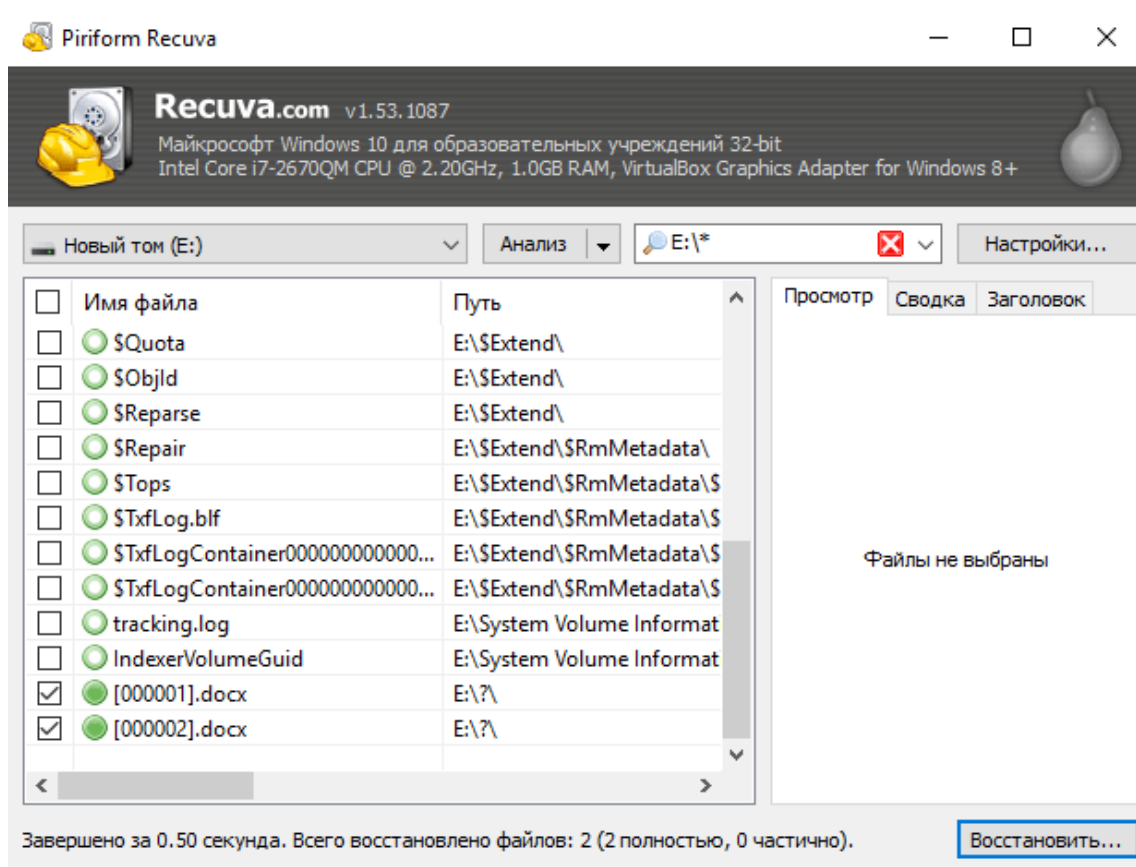 Piriform Recuva
Recuva.com v1.53.1087
Майкрософт Windows 10 для образовательных учреждений 32-bit
Intel Core i7-2670QM CPU @ 2.20GHz, 1.0GB RAM, VirtualBox Graphics Adapter for Windows 8+
Новый том (E:) Анализ E:\* Настройки...
Имя файла Путь Просмотр Сводка Заголовок
$Quota E:\$Extend\
$ObjId E:\$Extend\
$Reparse E:\$Extend\
$Repair E:\$Extend\$RmMetadata\
$Tops E:\$Extend\$RmMetadata\$
$TxfLog.blf E:\$Extend\$RmMetadata\$
$TxfLogContainer000000000000... E:\$Extend\$RmMetadata\$
$TxfLogContainer000000000000... E:\$Extend\$RmMetadata\$
tracking.log E:\System Volume Informat
IndexerVolumeGuid E:\System Volume Informat
[000001].docx E:\?\
[000002].docx E:\?\
Файлы не выбраны
Завершено за 0.50 секунда. Всего восстановлено файлов: 2 (2 полностью, 0 частично). Восстановить...